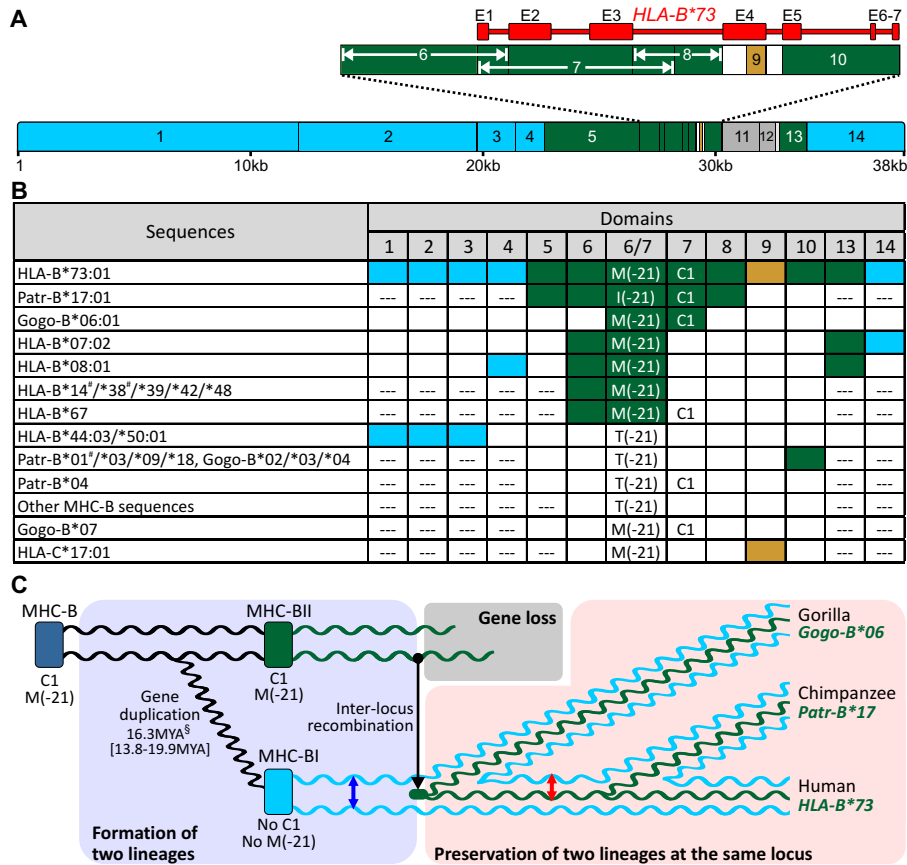 A
E1 E2 E3 HLA-B*73 E4 E5 E6-7
6 7 8 9 10
1 2 3 4 5 11 12 13 14
1 10kb 20kb 30kb 38kb
B
Sequences Domains
1 2 3 4 5 6 6/7 7 8 9 10 13 14
HLA-B*73:01 M(-21) C1
Patr-B*17:01 --- --- --- --- I(-21) C1 --- ---
Gogo-B*06:01 M(-21) C1
HLA-B*07:02 M(-21)
HLA-B*08:01 M(-21)
HLA-B*14#/*38#/*39/*42/*48 --- --- --- --- --- M(-21) --- ---
HLA-B*67 --- --- --- --- --- M(-21) C1 --- ---
HLA-B*44:03/*50:01 T(-21)
Patr-B*01#/*03/*09/*18, Gogo-B*02/*03/*04 --- --- --- --- T(-21) --- ---
Patr-B*04 --- --- --- --- T(-21) C1 --- ---
Other MHC-B sequences --- --- --- --- T(-21) --- ---
Gogo-B*07 --- --- --- --- M(-21) C1 --- ---
HLA-C*17:01 --- --- --- --- --- M(-21) --- ---
C
MHC-B
C1
M(-21)
MHC-BII
C1
M(-21)
Gene loss
Gene
duplication
16.3MYA§
[13.8-19.9MYA]
Inter-locus
recombination
MHC-BI
No C1
No M(-21)
Formation of
two lineages
Gorilla
Gogo-B*06
Chimpanzee
Patr-B*17
Human
HLA-B*73
Preservation of two lineages at the same locus